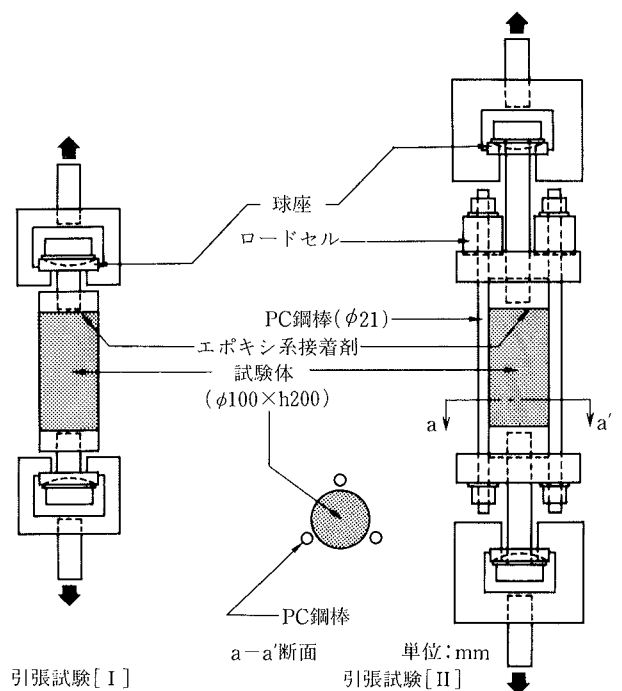 球座
ロードセル
PC鋼棒(φ21)
エポキシ系接着剤
試験体
(φ100×h200)
a
a′
PC鋼棒
a－a′断面
単位:mm
引張試験[Ⅰ]
引張試験[Ⅱ]